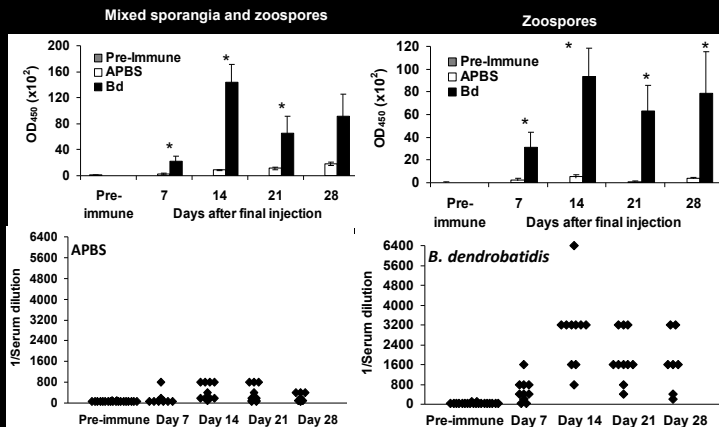 Mixed sporangia and zoospores
Zoospores
OD450 (x10²)
200
160
120
80
40
0
Pre-Immune
APBS
Bd
*
*
*
Pre-
immune
7
14
21
28
Days after final injection
OD450 (x10²)
120
100
80
60
40
20
0
Pre-Immune
APBS
Bd
*
*
*
*
Pre-
immune
7
14
21
28
Days after final injection
APBS
1/Serum dilution
6400
5600
4800
4000
3200
2400
1600
800
0
Pre-immune Day 7 Day 14 Day 21 Day 28
B. dendrobatidis
1/Serum dilution
6400
5600
4800
4000
3200
2400
1600
800
0
Pre-immune Day 7 Day 14 Day 21 Day 28